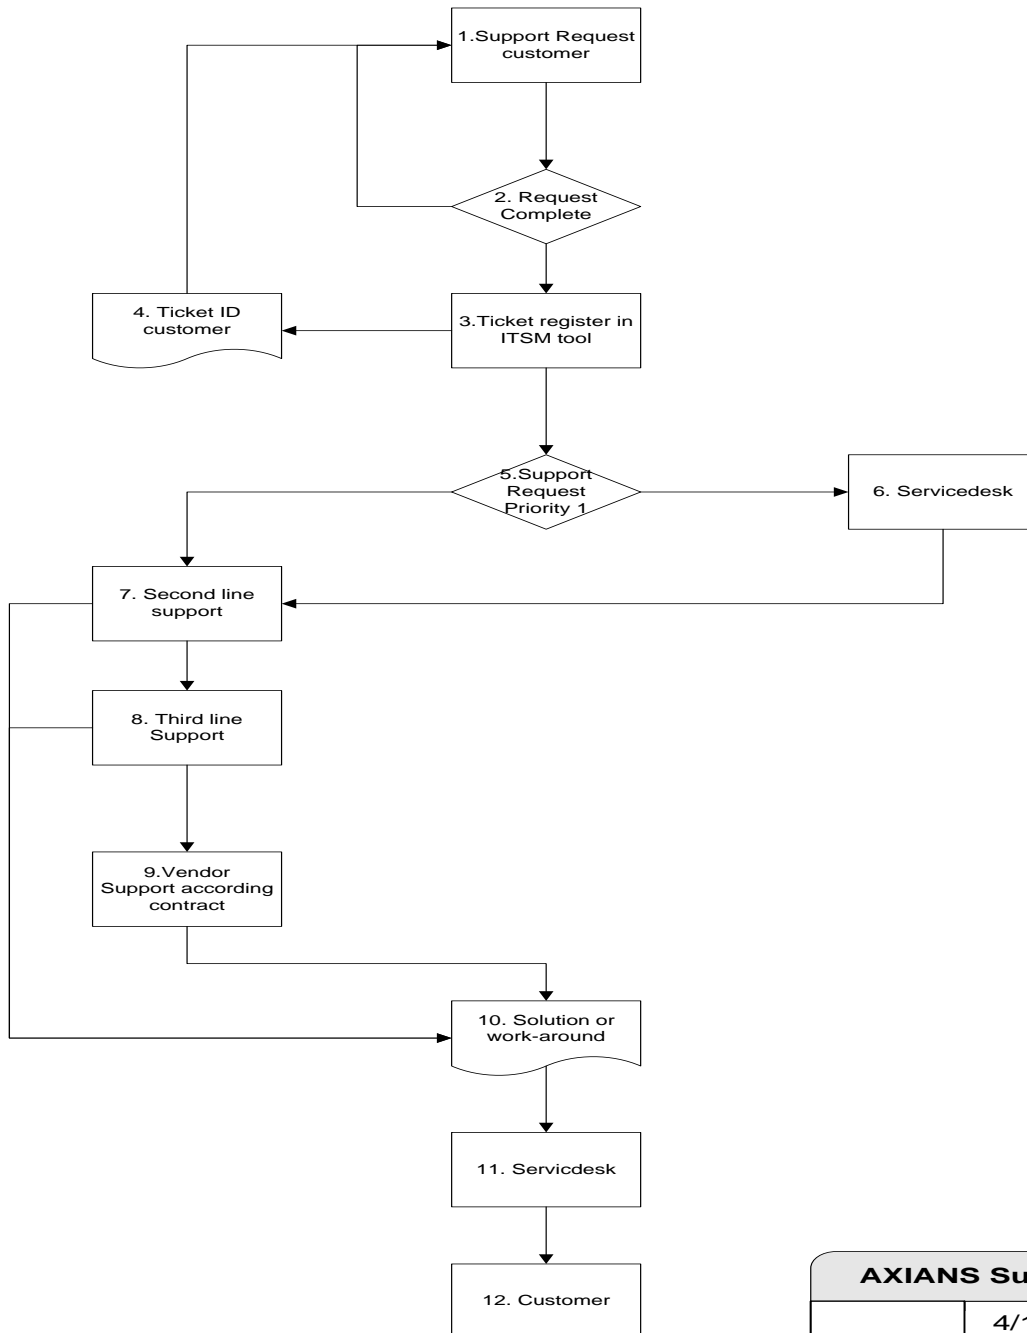 1.Support Request
customer
2. Request
Complete
3.Ticket register in
ITSM tool
4. Ticket ID
customer
5.Support
Request
Priority 1
6. Servicedesk
7. Second line
support
8. Third line
Support
9.Vendor
Support according
contract
10. Solution or
work-around
11. Servicdesk
12. Customer
AXIANS Su
4/1